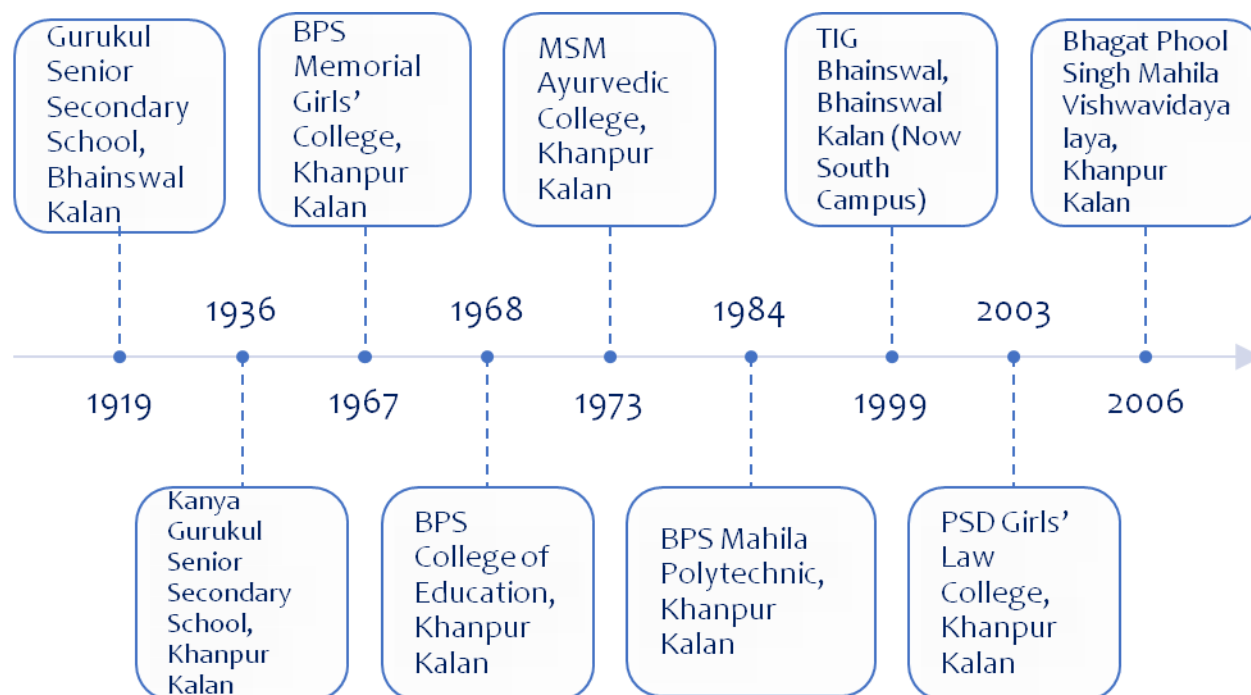 Gurukul
Senior
Secondary
School,
Bhainswal
Kalan
BPS
Memorial
Girls’
College,
Khanpur
Kalan
MSM
Ayurvedic
College,
Khanpur
Kalan
TIG
Bhainswal,
Bhainswal
Kalan (Now
South
Campus)
Bhagat Phool
Singh Mahila
Vishwavidaya
laya,
Khanpur
Kalan
1936
1968
1984
2003
1919
1967
1973
1999
2006
Kanya
Gurukul
Senior
Secondary
School,
Khanpur
Kalan
BPS
College of
Education,
Khanpur
Kalan
BPS Mahila
Polytechnic,
Khanpur
Kalan
PSD Girls’
Law
College,
Khanpur
Kalan